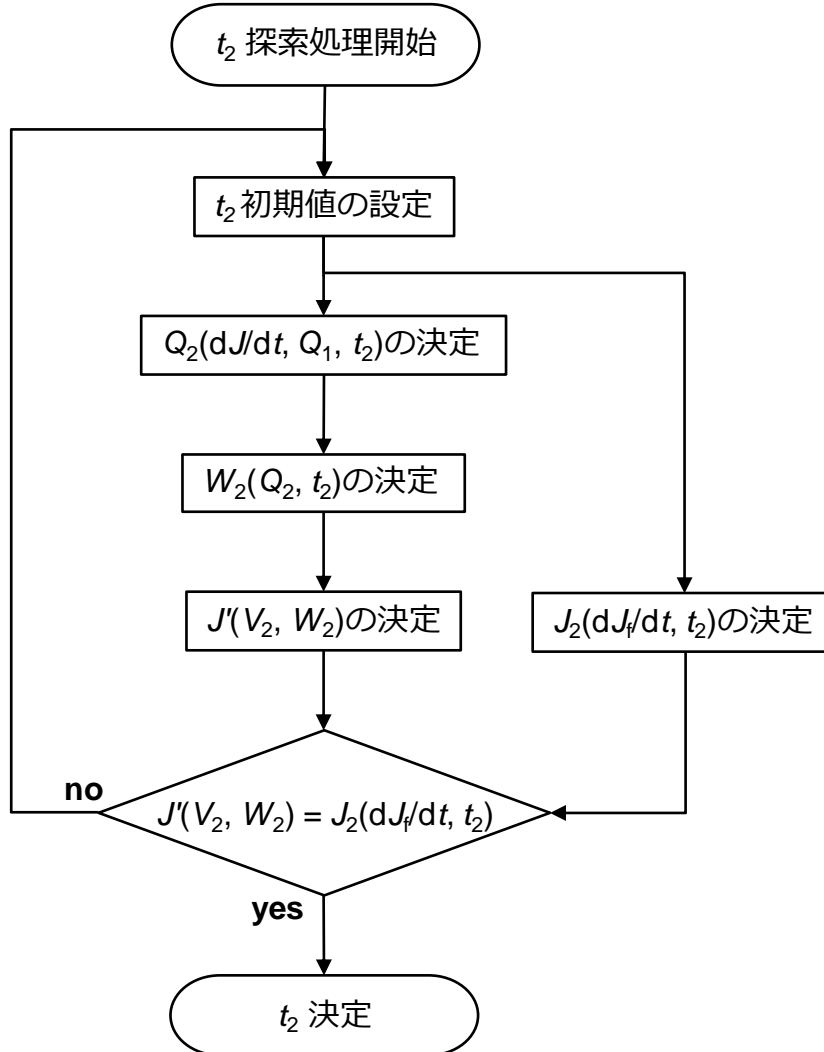 t₂ 探索処理開始
t₂ 初期値の設定
Q₂(dJ/dt, Q₁, t₂)の決定
W₂(Q₂, t₂)の決定
J'(V₂, W₂)の決定
J₂(dJf/dt, t₂)の決定
no
J'(V₂, W₂) = J₂(dJf/dt, t₂)
yes
t₂ 決定